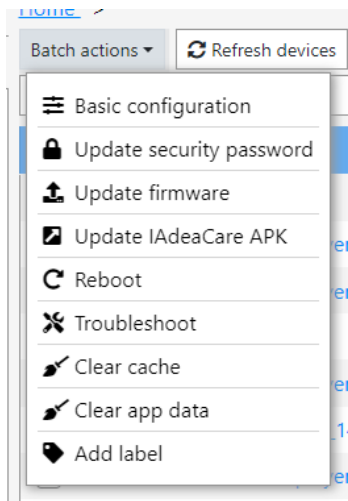 Home >
Batch actions
Refresh devices
Basic configuration
Update security password
Update firmware
Update IAdeaCare APK
Reboot
Troubleshoot
Clear cache
Clear app data
Add label